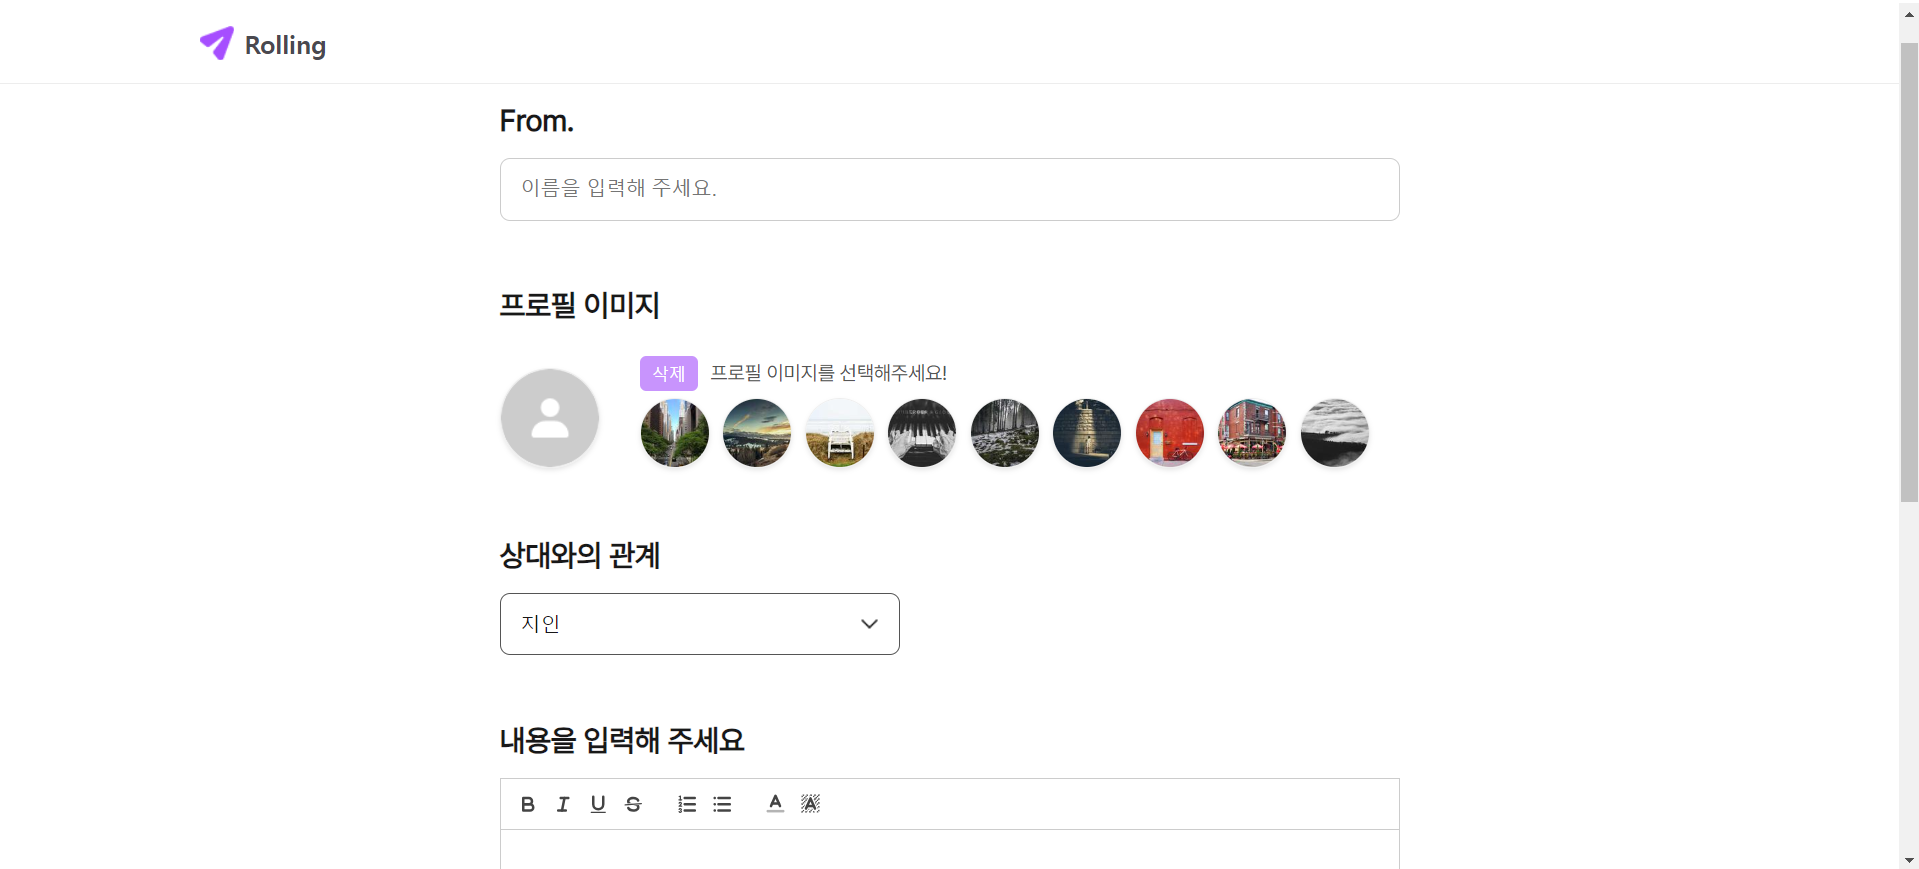 Rolling
From.
이름을 입력해 주세요.
프로필 이미지
삭제 프로필 이미지를 선택해주세요!
상대와의 관계
지인
내용을 입력해 주세요
B I U S A A